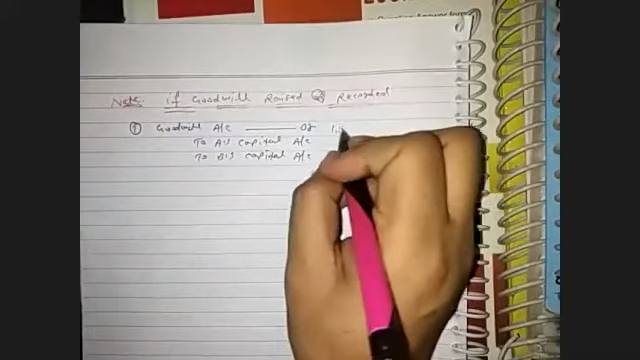 Note: if Goodwill Raised Recorded
① Goodwill A/c ——— Dr
To A's capital A/c
To B's capital A/c